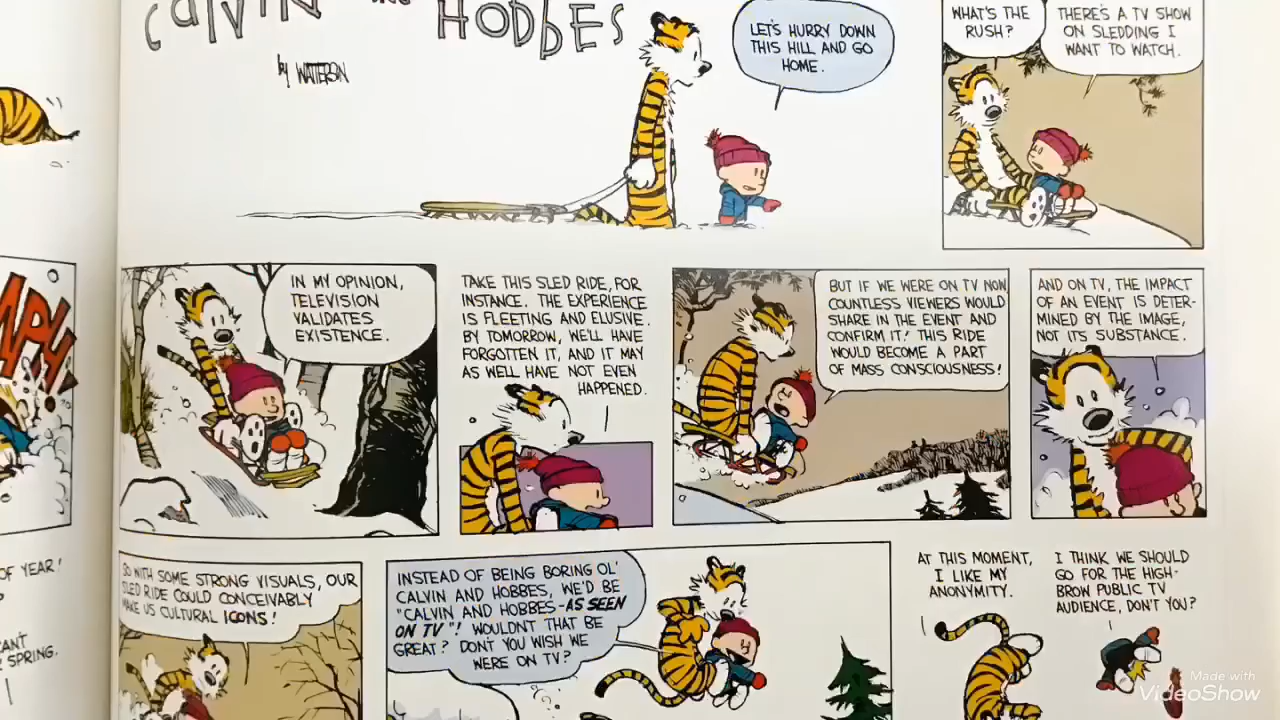 CALVIN AND HOBBES
by WATTERSON
LET'S HURRY DOWN
THIS HILL AND GO
HOME.
WHAT'S THE
RUSH?
THERE'S A TV SHOW
ON SLEDDING I
WANT TO WATCH.
IN MY OPINION,
TELEVISION
VALIDATES
EXISTENCE.
TAKE THIS SLED RIDE, FOR
INSTANCE. THE EXPERIENCE
IS FLEETING AND ELUSIVE.
BY TOMORROW, WE'LL HAVE
FORGOTTEN IT, AND IT MAY
AS WELL HAVE NOT EVEN
HAPPENED.
BUT IF WE WERE ON TV NOW
COUNTLESS VIEWERS WOULD
SHARE IN THE EVENT AND
CONFIRM IT! THIS RIDE
WOULD BECOME A PART
OF MASS CONSCIOUSNESS!
AND ON TV, THE IMPACT
OF AN EVENT IS DETER-
MINED BY THE IMAGE,
NOT ITS SUBSTANCE.
OF YEAR!
SPRING.
SO WITH SOME STRONG VISUALS, OUR
SLED RIDE COULD CONCEIVABLY
MAKE US CULTURAL ICONS!
INSTEAD OF BEING BORING OL'
CALVIN AND HOBBES, WE'D BE
"CALVIN AND HOBBES-AS SEEN
ON TV"! WOULDN'T THAT BE
GREAT? DON'T YOU WISH WE
WERE ON TV?
AT THIS MOMENT,
I LIKE MY
ANONYMITY.
I THINK WE SHOULD
GO FOR THE HIGH-
BROW PUBLIC TV
AUDIENCE, DON'T YOU?
Made with
VideoShow